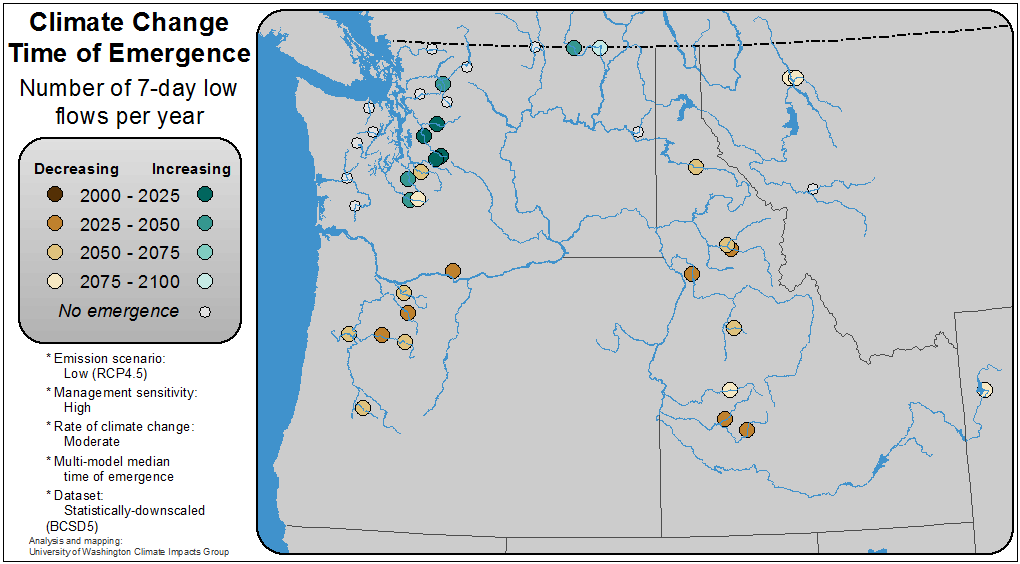 Climate Change
Time of Emergence
Number of 7-day low
flows per year
Decreasing Increasing
2000 - 2025
2025 - 2050
2050 - 2075
2075 - 2100
No emergence
* Emission scenario:
Low (RCP4.5)
* Management sensitivity:
High
* Rate of climate change:
Moderate
* Multi-model median
time of emergence
* Dataset:
Statistically-downscaled
(BCSD5)
Analysis and mapping:
University of Washington Climate Impacts Group